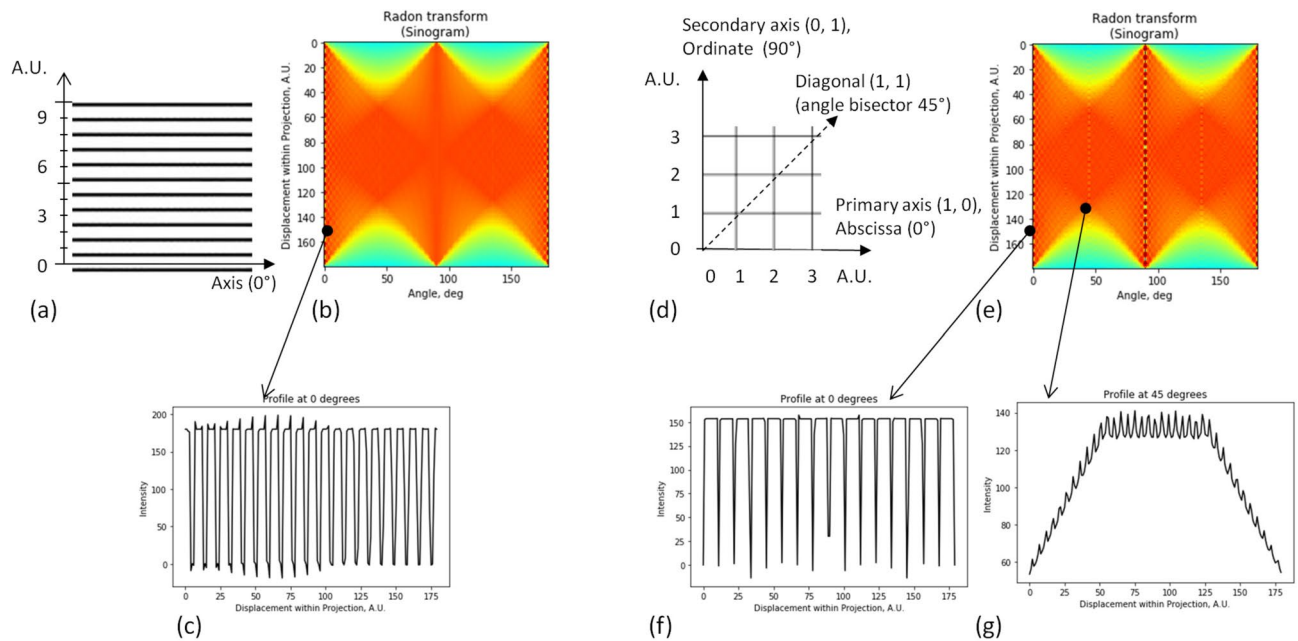 A.U.
9
6
3
0
Axis (0°)
(a)
Radon transform
(Sinogram)
Displacement within Projection, A.U.
0
20
40
60
80
100
120
140
160
0
50
100
150
Angle, deg
(b)
Secondary axis (0, 1),
Ordinate (90°)
A.U.
Diagonal (1, 1)
(angle bisector 45°)
3
2
1
0
Primary axis (1, 0),
Abscissa (0°)
0 1 2 3
A.U.
(d)
Radon transform
(Sinogram)
Displacement within Projection, A.U.
0
20
40
60
80
100
120
140
160
0
50
100
150
Angle, deg
(e)
Profile at 0 degrees
Intensity
200
150
100
50
0
0 25 50 75 100 125 150 175
Displacement within Projection, A.U.
(c)
Profile at 0 degrees
Intensity
150
125
100
75
50
25
0
0 25 50 75 100 125 150 175
Displacement within Projection, A.U.
(f)
Profile at 45 degrees
Intensity
140
120
100
80
60
0 25 50 75 100 125 150 175
Displacement within Projection, A.U.
(g)